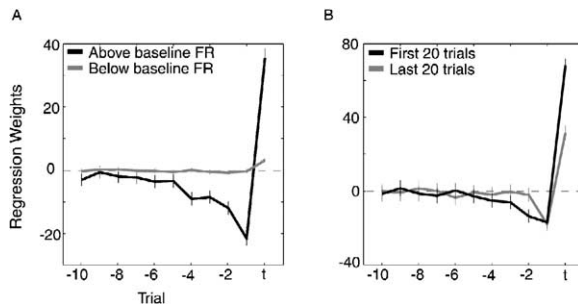 A
40
20
0
-20
Above baseline FR
Below baseline FR
Regression Weights
-10 -8 -6 -4 -2 t
Trial
B
80
40
0
-40
First 20 trials
Last 20 trials
-10 -8 -6 -4 -2 t